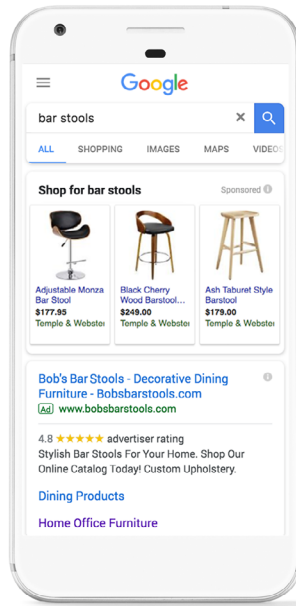 Google
bar stools
ALL SHOPPING IMAGES MAPS VIDEOS
Shop for bar stools Sponsored
Adjustable Monza
Bar Stool
$177.95
Temple & Webster
Black Cherry
Wood Barstool...
$249.00
Temple & Webster
Ash Taburet Style
Barstool
$179.00
Temple & Webster
Bob's Bar Stools - Decorative Dining
Furniture - Bobsbarstools.com
Ad www.bobsbarstools.com
4.8 ★★★★★ advertiser rating
Stylish Bar Stools For Your Home. Shop Our
Online Catalog Today! Custom Upholstery.
Dining Products
Home Office Furniture